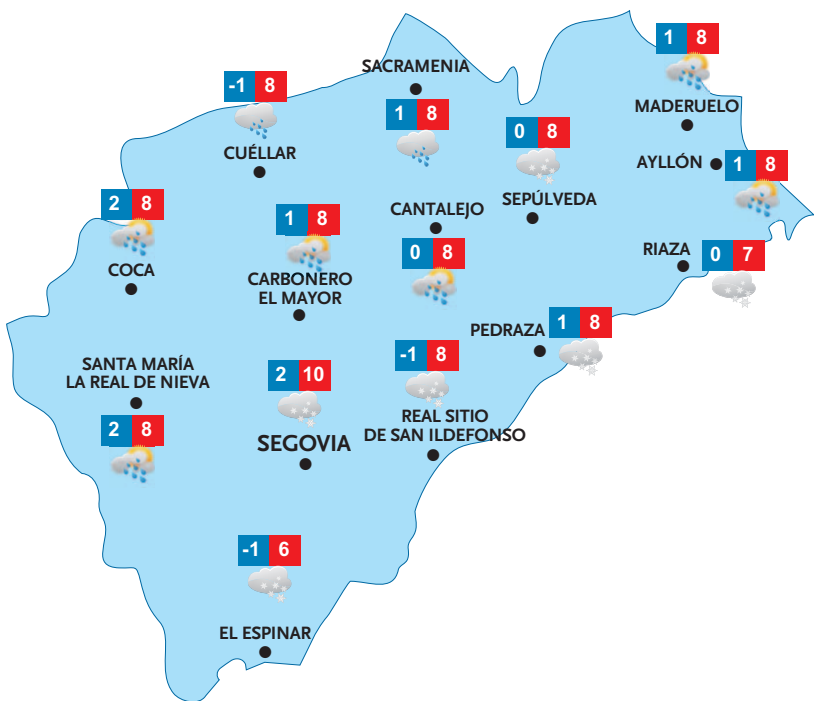 1 8
MADERUELO
SACRAMENIA
1 8
-1 8
CUÉLLAR
0 8
SEPÚLVEDA
AYLLÓN
1 8
2 8
COCA
1 8
CARBONERO
EL MAYOR
CANTALEJO
0 8
RIAZA
0 7
PEDRAZA
1 8
SANTA MARÍA
LA REAL DE NIEVA
2 8
2 10
SEGOVIA
-1 8
REAL SITIO
DE SAN ILDEFONSO
-1 6
EL ESPINAR